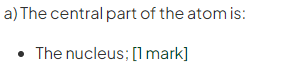 a) The central part of the atom is:
• The nucleus; [1 mark]